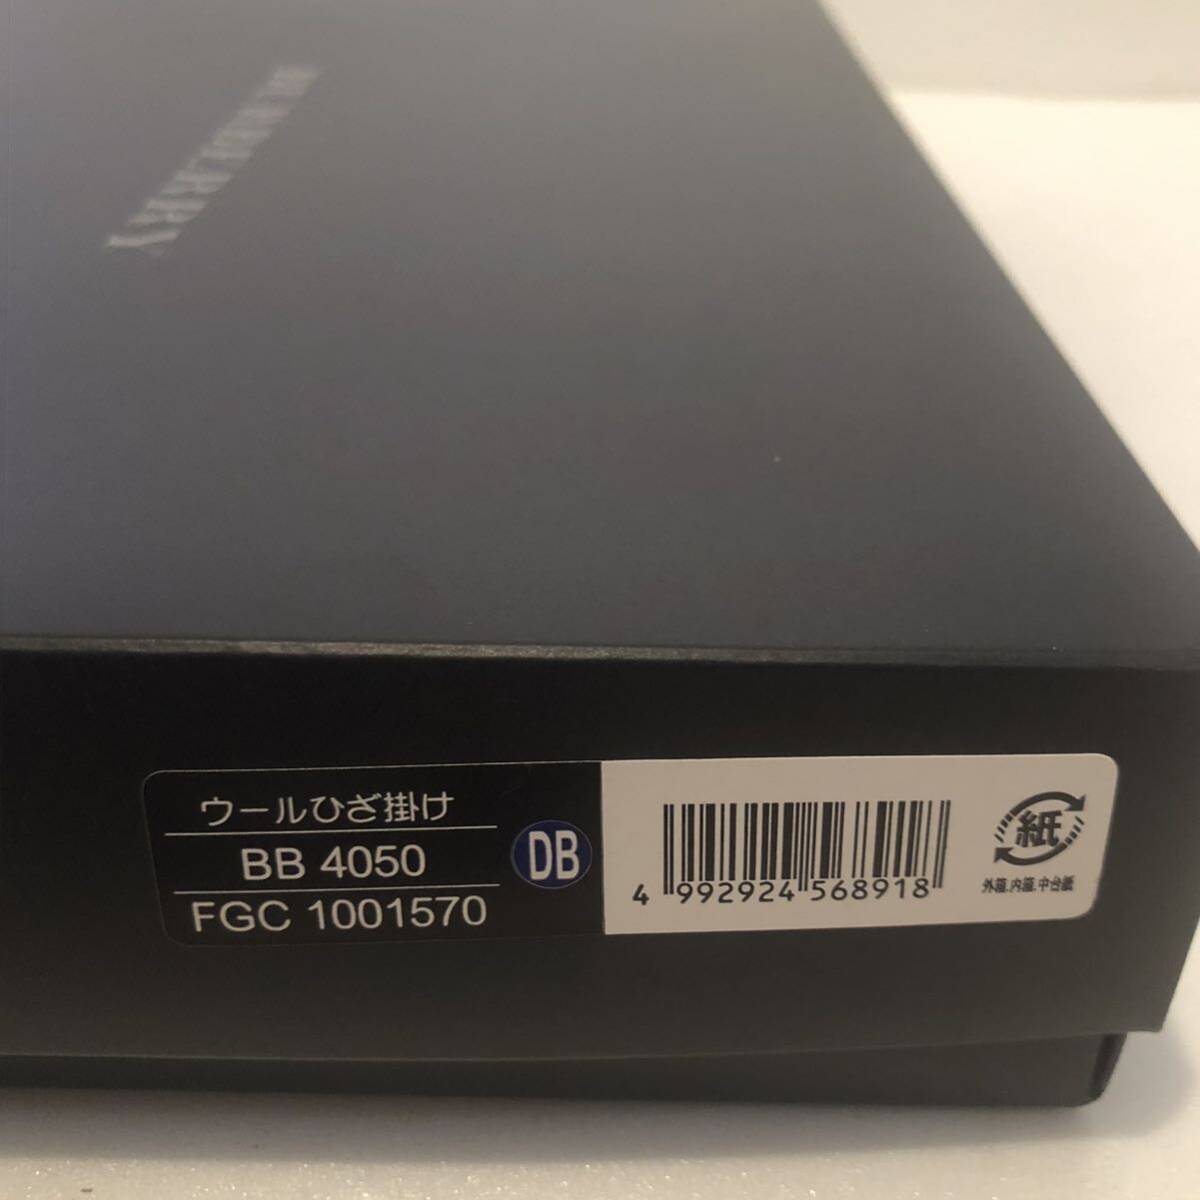 BURBERRY
ウールひざ掛け
BB 4050
FGC 1001570
DB
4 992924 568918
紙
外箱.内箱.中台紙